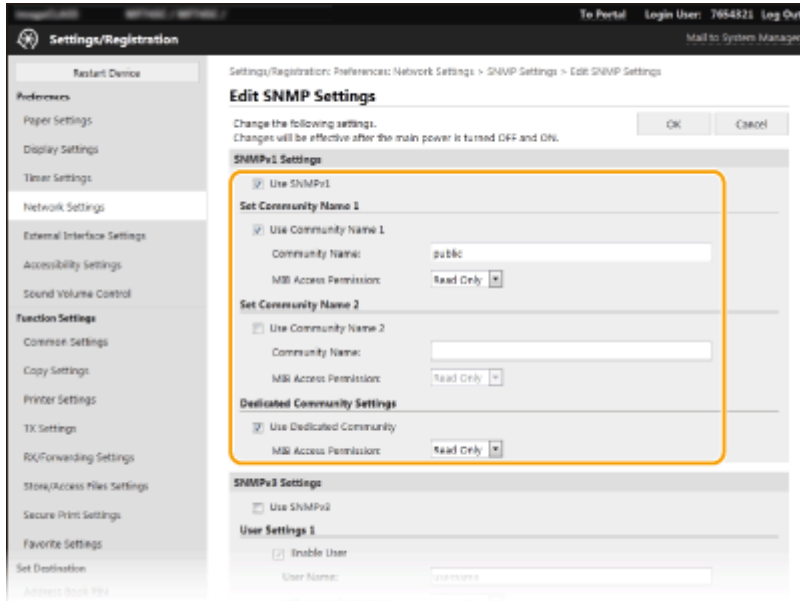 To Portal Login User: 7654321 Log Out
Settings/Registration
Mail to System Manager
Restart Device
Preferences
Paper Settings
Display Settings
Timer Settings
Network Settings
External Interface Settings
Accessibility Settings
Sound Volume Control
Function Settings
Common Settings
Copy Settings
Printer Settings
TX Settings
RX/Forwarding Settings
Store/Access Files Settings
Secure Print Settings
Favorite Settings
Set Destination
Address Book PIN
Settings/Registration: Preferences: Network Settings > SNMP Settings > Edit SNMP Settings
Edit SNMP Settings
Change the following settings.
Changes will be effective after the main power is turned OFF and ON.
OK Cancel
SNMPv1 Settings
Use SNMPv1
Set Community Name 1
Use Community Name 1
Community Name: public
MIB Access Permission: Read Only
Set Community Name 2
Use Community Name 2
Community Name:
MIB Access Permission: Read Only
Dedicated Community Settings
Use Dedicated Community
MIB Access Permission: Read Only
SNMPv3 Settings
Use SNMPv3
User Settings 1
Enable User
User Name: username